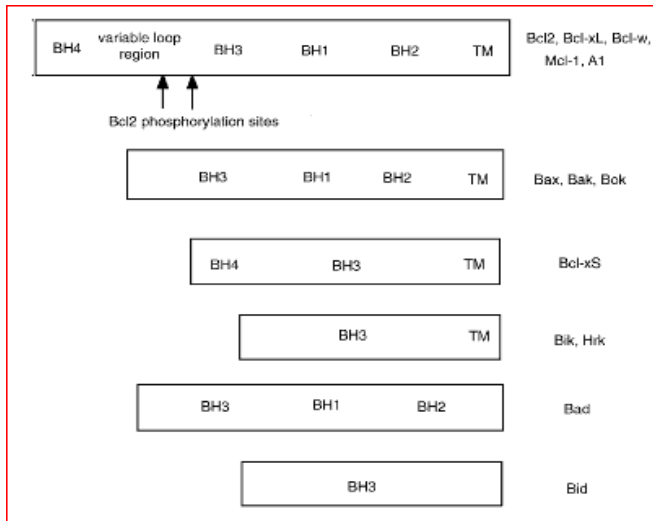 BH4 variable loop region BH3 BH1 BH2 TM Bcl2, Bcl-xL, Bcl-w, Mcl-1, A1
Bcl2 phosphorylation sites
BH3 BH1 BH2 TM Bax, Bak, Bok
BH4 BH3 TM Bcl-xS
BH3 TM Bik, Hrk
BH3 BH1 BH2 Bad
BH3 Bid